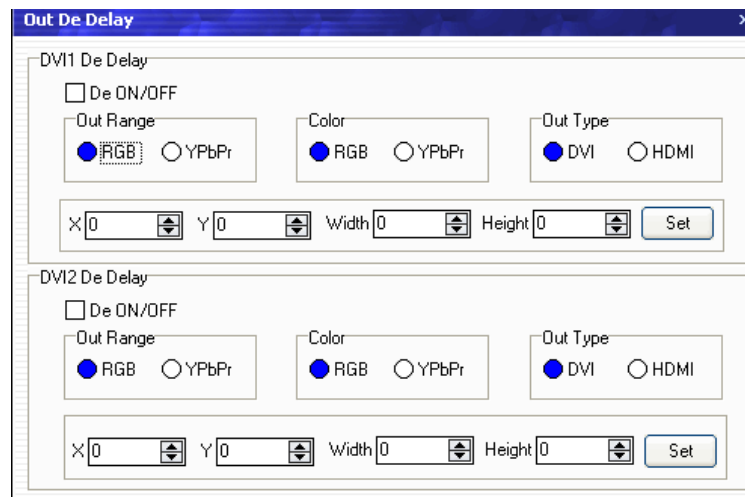 Out De Delay
DVI1 De Delay
De ON/OFF
Out Range Color Out Type
RGB YPbPr RGB YPbPr DVI HDMI
X 0 Y 0 Width 0 Height 0 Set
DVI2 De Delay
De ON/OFF
Out Range Color Out Type
RGB YPbPr RGB YPbPr DVI HDMI
X 0 Y 0 Width 0 Height 0 Set